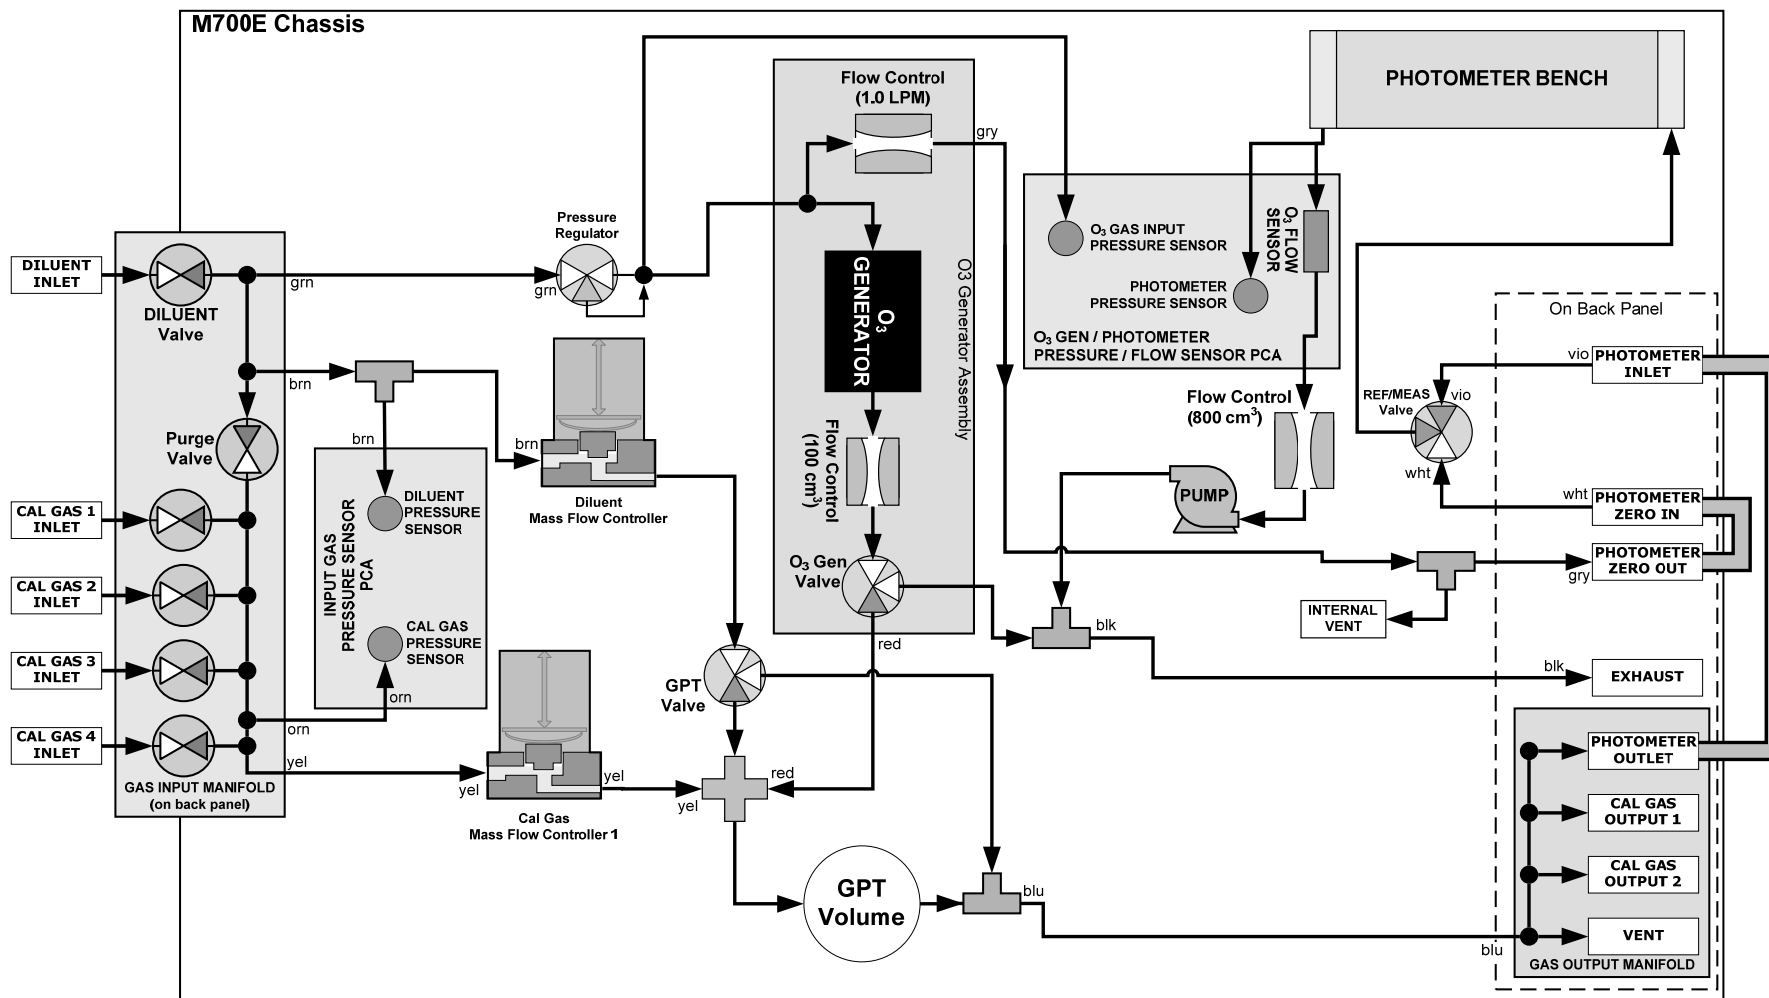 M700E Chassis
Flow Control
(1.0 LPM)
gry
PHOTOMETER BENCH
Pressure
Regulator
O3 GAS INPUT
PRESSURE SENSOR
O3 FLOW
SENSOR
PHOTOMETER
PRESSURE SENSOR
O3 GEN / PHOTOMETER
PRESSURE / FLOW SENSOR PCA
DILUENT
INLET
DILUENT
Valve
grn
grn
O3
GENERATOR
O3 Generator Assembly
On Back Panel
brn
vio
PHOTOMETER
INLET
REF/MEAS
Valve
vio
Flow Control
(800 cm3)
Purge
Valve
brn
brn
Flow Control
(100 cm3)
wht
wht
PHOTOMETER
ZERO IN
PUMP
DILUENT
PRESSURE
SENSOR
Diluent
Mass Flow Controller
CAL GAS 1
INLET
INPUT GAS
PRESSURE SENSOR
PCA
O3 Gen
Valve
PHOTOMETER
ZERO OUT
gry
CAL GAS 2
INLET
INTERNAL
VENT
CAL GAS
PRESSURE
SENSOR
red
blk
CAL GAS 3
INLET
blk
EXHAUST
GPT
Valve
orn
orn
CAL GAS 4
INLET
PHOTOMETER
OUTLET
yel
yel
yel
yel
red
GAS INPUT MANIFOLD
(on back panel)
CAL GAS
OUTPUT 1
Cal Gas
Mass Flow Controller 1
CAL GAS
OUTPUT 2
GPT
Volume
blu
VENT
blu
GAS OUTPUT MANIFOLD